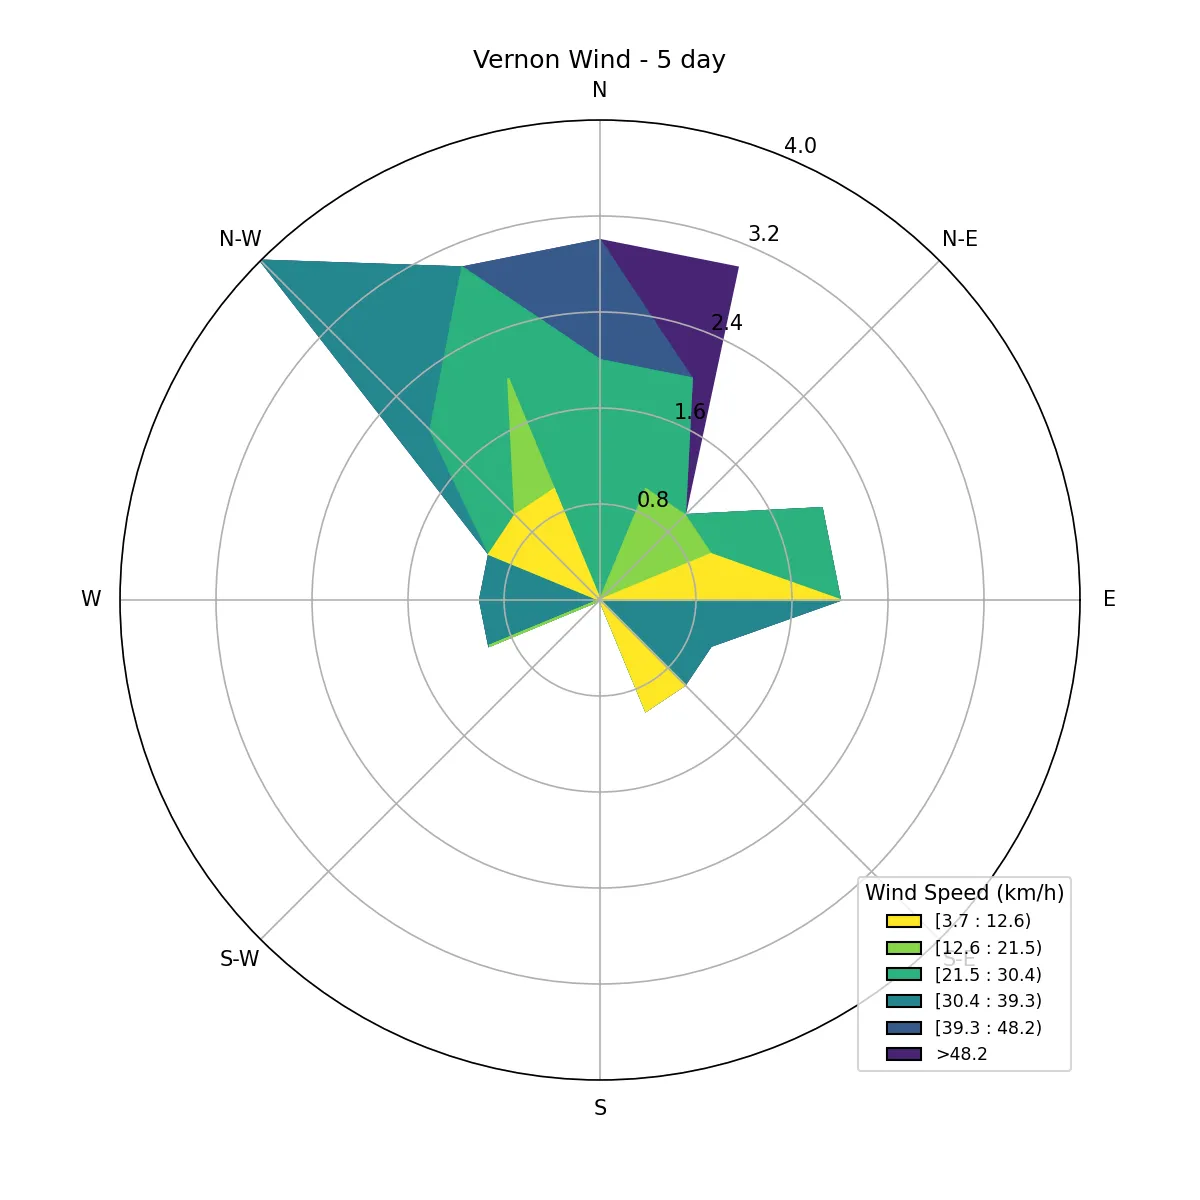 Vernon Wind - 5 day
N
4.0
N-W
3.2
N-E
2.4
1.6
0.8
W
E
Wind Speed (km/h)
[3.7 : 12.6)
[12.6 : 21.5)
S-W
S-E
[21.5 : 30.4)
[30.4 : 39.3)
[39.3 : 48.2)
>48.2
S